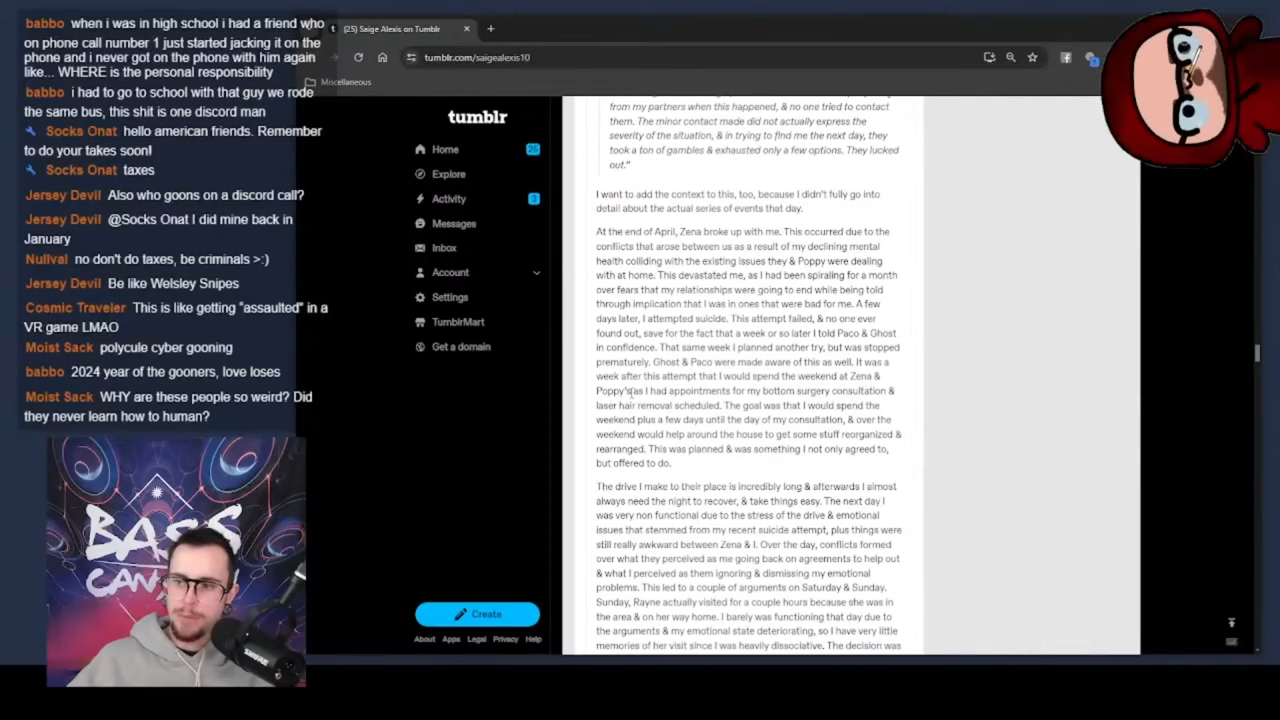 babbo when i was in high school i had a friend who
on phone call number 1 just started jacking it on the
phone and i never got on the phone with him again
like... WHERE is the personal responsibility
babbo i had to go to school with that guy we rode
the same bus, this shit is one discord man
Socks Onat hello american friends. Remember
to do your takes soon!
Socks Onat taxes
Jersey Devil Also who goons on a discord call?
Jersey Devil @Socks Onat I did mine back in
January
Nullval no don't do taxes, be criminals >:)
Jersey Devil Be like Welsley Snipes
Cosmic Traveler This is like getting "assaulted" in a
VR game LMAO
Moist Sack polycule cyber gooning
babbo 2024 year of the gooners, love loses
Moist Sack WHY are these people so weird? Did
they never learn how to human?
BASS
CAN
(25) Saige Alexis on Tumblr
tumblr.com/saigealexis10
Miscellaneous
tumblr
Home 25
Explore
Activity 3
Messages
Inbox
Account
Settings
TumblrMart
Get a domain
Create
About Apps Legal Privacy Help
from my partners when this happened, & no one tried to contact
them. The minor contact made did not actually express the
severity of the situation, & in trying to find me the next day, they
took a ton of gambles & exhausted only a few options. They lucked
out."
I want to add the context to this, too, because I didn't fully go into
detail about the actual series of events that day.
At the end of April, Zena broke up with me. This occurred due to the
conflicts that arose between us as a result of my declining mental
health colliding with the existing issues they & Poppy were dealing
with at home. This devastated me, as I had been spiraling for a month
over fears that my relationships were going to end while being told
through implication that I was in ones that were bad for me. A few
days later, I attempted suicide. This attempt failed, & no one ever
found out, save for the fact that a week or so later I told Paco & Ghost
in confidence. That same week I planned another try, but was stopped
prematurely. Ghost & Paco were made aware of this as well. It was a
week after this attempt that I would spend the weekend at Zena &
Poppy's as I had appointments for my bottom surgery consultation &
laser hair removal scheduled. The goal was that I would spend the
weekend plus a few days until the day of my consultation, & over the
weekend would help around the house to get some stuff reorganized &
rearranged. This was planned & was something I not only agreed to,
but offered to do.
The drive I make to their place is incredibly long & afterwards I almost
always need the night to recover, & take things easy. The next day I
was very non functional due to the stress of the drive & emotional
issues that stemmed from my recent suicide attempt, plus things were
still really awkward between Zena & I. Over the day, conflicts formed
over what they perceived as me going back on agreements to help out
& what I perceived as them ignoring & dismissing my emotional
problems. This led to a couple of arguments on Saturday & Sunday.
Sunday, Rayne actually visited for a couple hours because she was in
the area & on her way home. I barely was functioning that day due to
the arguments & my emotional state deteriorating, so I have very little
memories of her visit since I was heavily dissociative. The decision was
SHURE